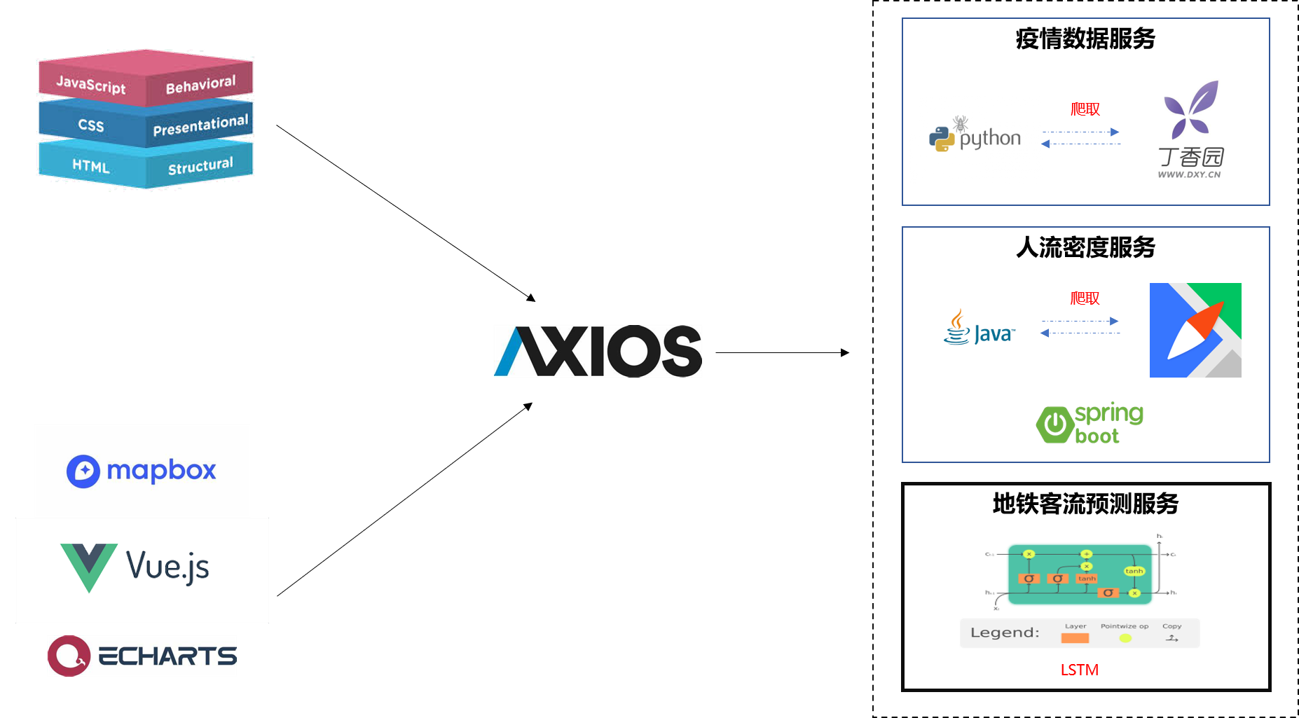 JavaScript Behavioral
CSS Presentational
HTML Structural
mapbox
Vue.js
ECHARTS
AXIOS
疫情数据服务
python
爬取
丁香园
WWW.DXY.CN
人流密度服务
Java™
爬取
spring
boot
地铁客流预测服务
x + tanh
x
σ σ tanh
σ x
Legend:
Layer Pointwize op Copy
LSTM